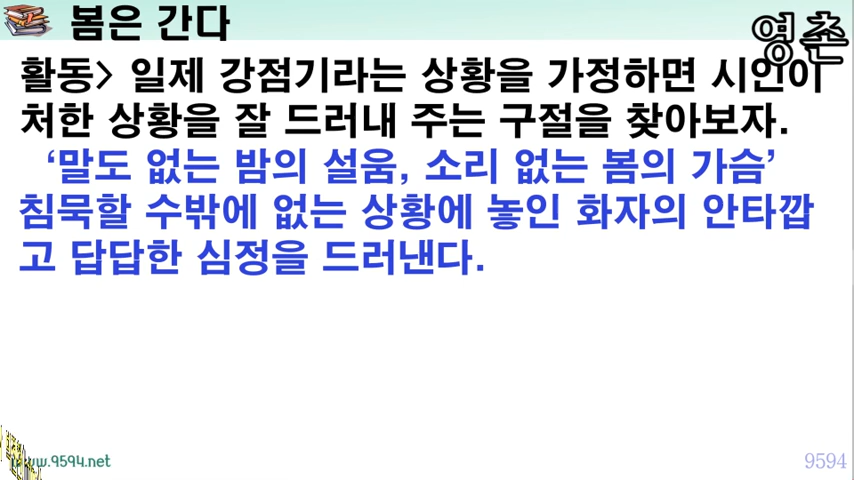 봄은 간다
영촌
활동> 일제 강점기라는 상황을 가정하면 시인이
처한 상황을 잘 드러내 주는 구절을 찾아보자.
‘말도 없는 밤의 설움, 소리 없는 봄의 가슴’
침묵할 수밖에 없는 상황에 놓인 화자의 안타깝
고 답답한 심정을 드러낸다.
www.9594.net
9594